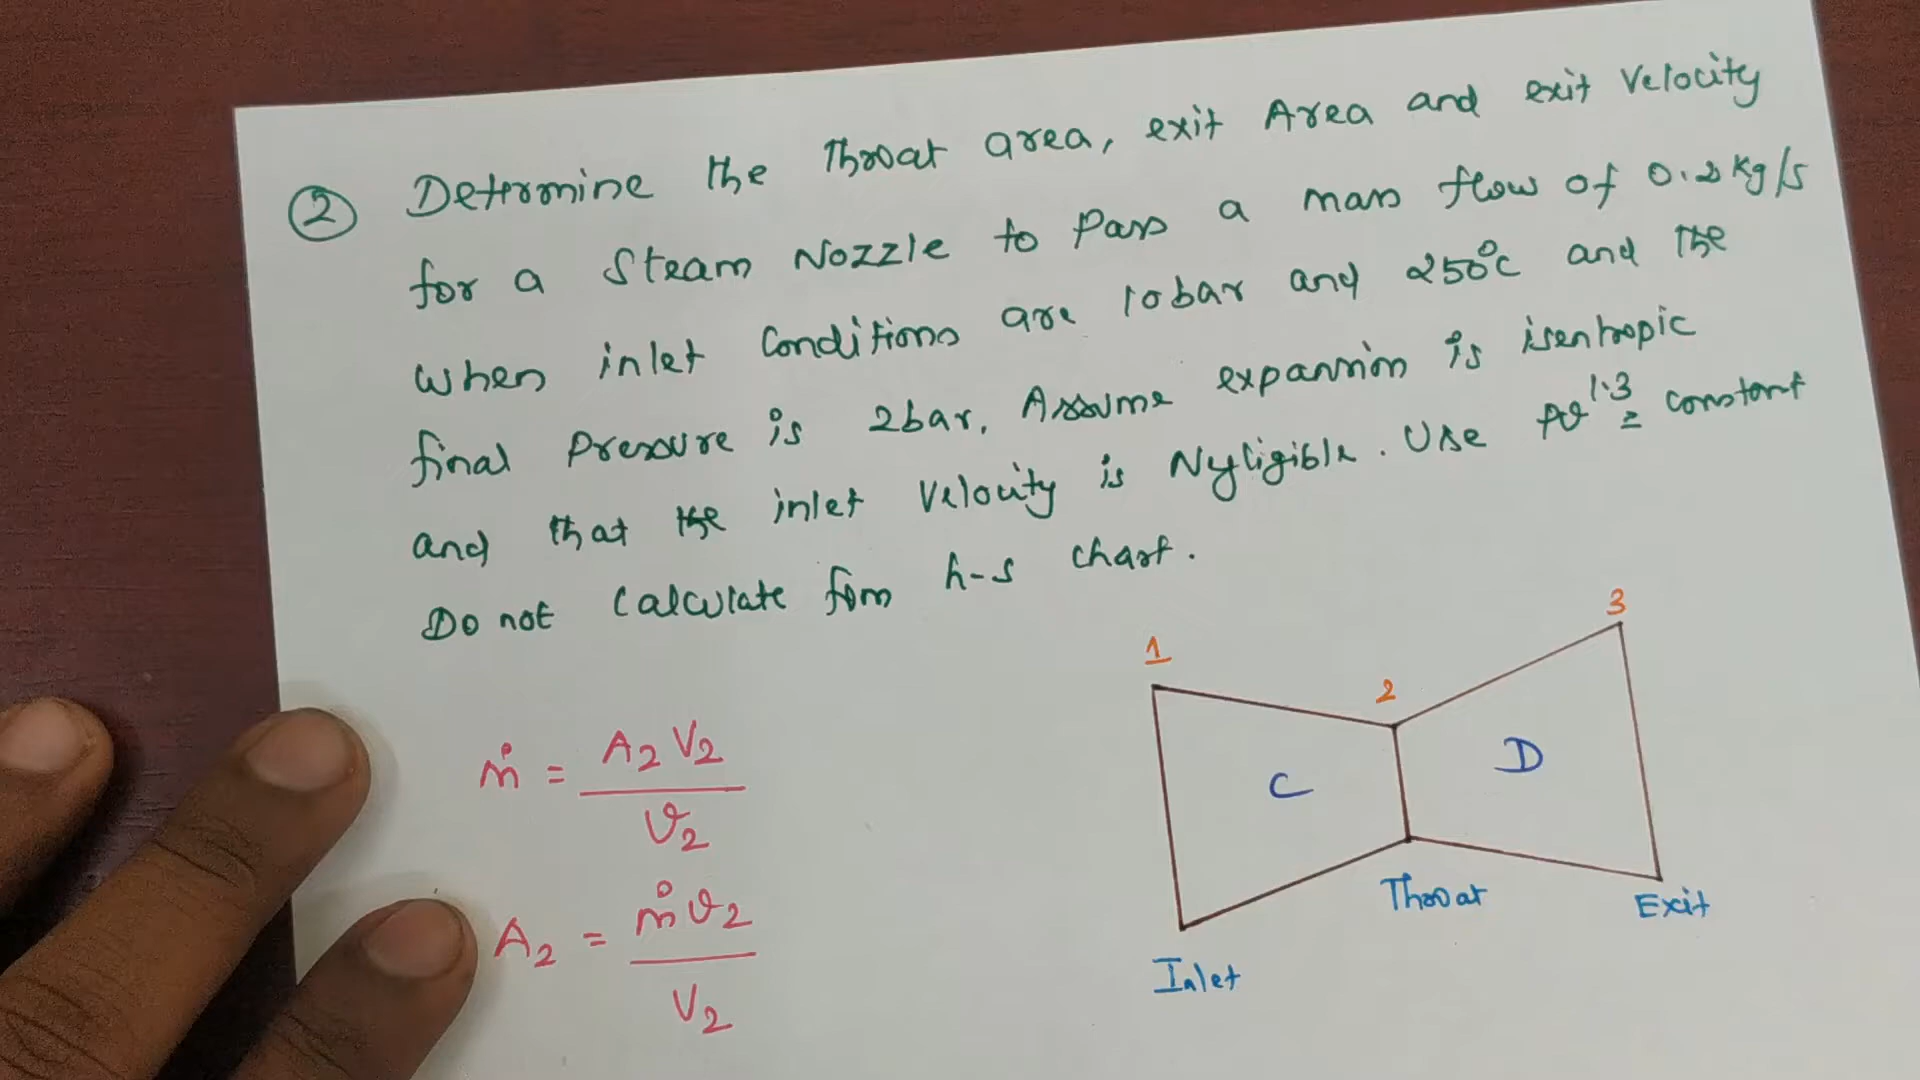 ② Determine the Throat area, exit Area and exit velocity
for a Steam Nozzle to Pass a mass flow of 0.2 Kg/s
when inlet Conditions are 10 bar and 250°C and the
final Pressure is 2bar. Assume expansion is isentropic
and that the inlet Velocity is Nyligible. Use Pv^1.3 = constant
Do not Calculate fom h-s chart.
ṁ = A₂ V₂ / v₂
A₂ = ṁ v₂ / V₂
1
2
3
C
D
Throat
Exit
Inlet